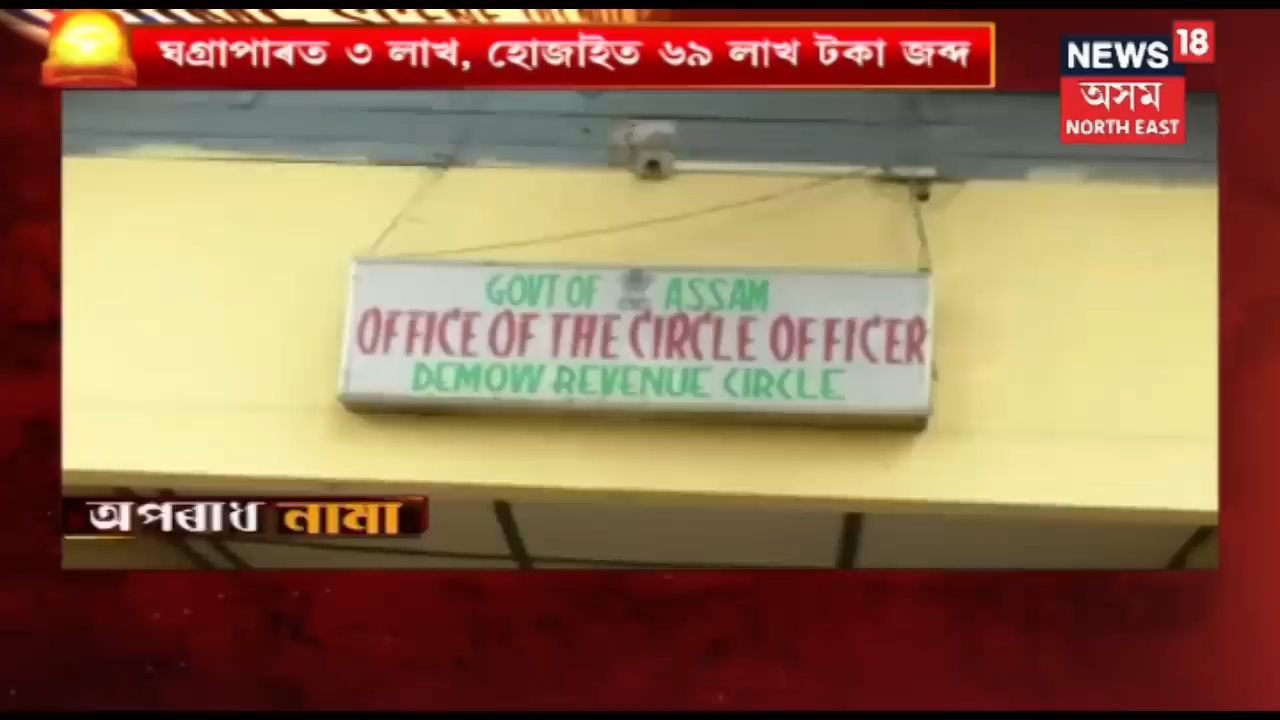 ঘগ্ৰাপাৰত ৩ লাখ, হোজাইত ৬৯ লাখ টকা জব্দ
NEWS 18
অসম
NORTH EAST
GOVT OF ASSAM
OFFICE OF THE CIRCLE OFFICER
DEMOW REVENUE CIRCLE
অপৰাধ নামা